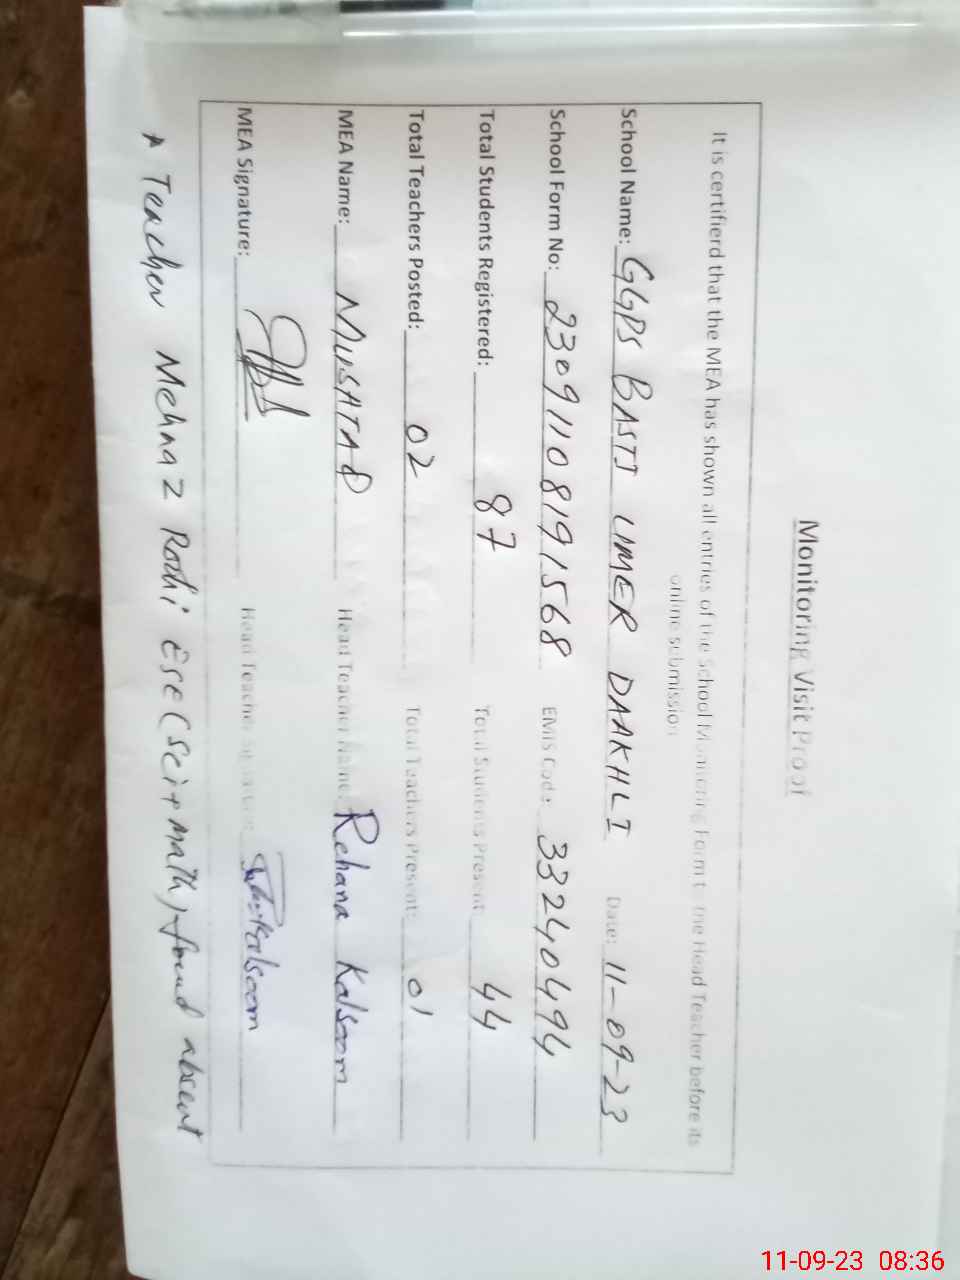 Monitoring Visit Proof
It is certifierd that the MEA has shown all entries of the School Monitoring Form to the Head Teacher before its
online submission
School Name: GGPS BASTI UMER DAAKHLI Date: 11-09-23
School Form No: 23091108191568 EMIS Code: 33240494
Total Students Registered: 87 Total Students Present: 44
Total Teachers Posted: 02 Total Teachers Present: 01
MEA Name: MUSHTAQ Head Teacher Name: Rehana Kalsoom
MEA Signature: Head Teacher Signature:
* Teacher Mehnaz Roohi ESE (Sci+math) found absent
11-09-23 08:36